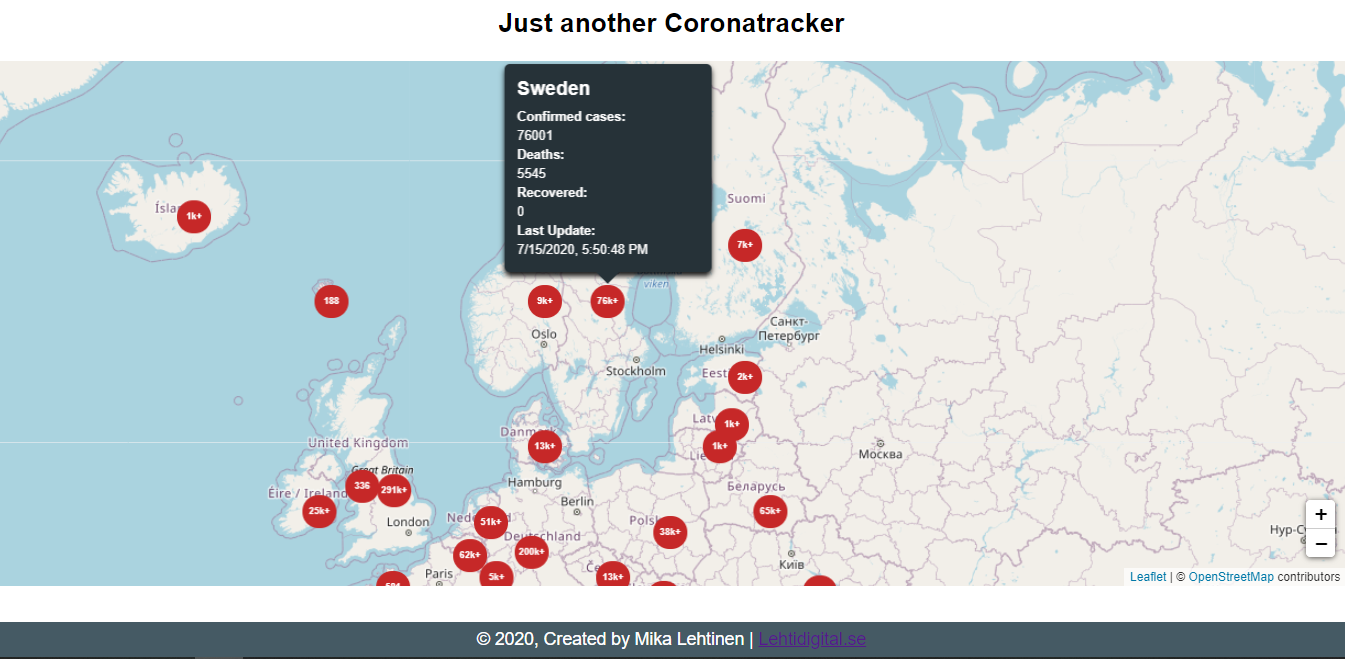 Just another Coronatracker
Sweden
Confirmed cases:
76001
Deaths:
5545
Recovered:
0
Last Update:
7/15/2020, 5:50:48 PM
Suomi
Ísla
1k+
7k+
viken
188
9k+
76k+
Oslo
Санкт-
Петербург
Helsinki
Stockholm
Eest
2k+
Latv
1k+
Danmark
13k+
1k+
Lie
United Kingdom
Москва
Great Britain
336
291k+
Hamburg
Беларусь
Éire / Ireland
25k+
Berlin
65k+
London
Ned
51k+
Polsk
38k+
Нур-Су
Deutschland
62k+
200k+
Київ
Paris
5k+
Če
13k+
+
−
Leaflet | © OpenStreetMap contributors
© 2020, Created by Mika Lehtinen | Lehtidigital.se